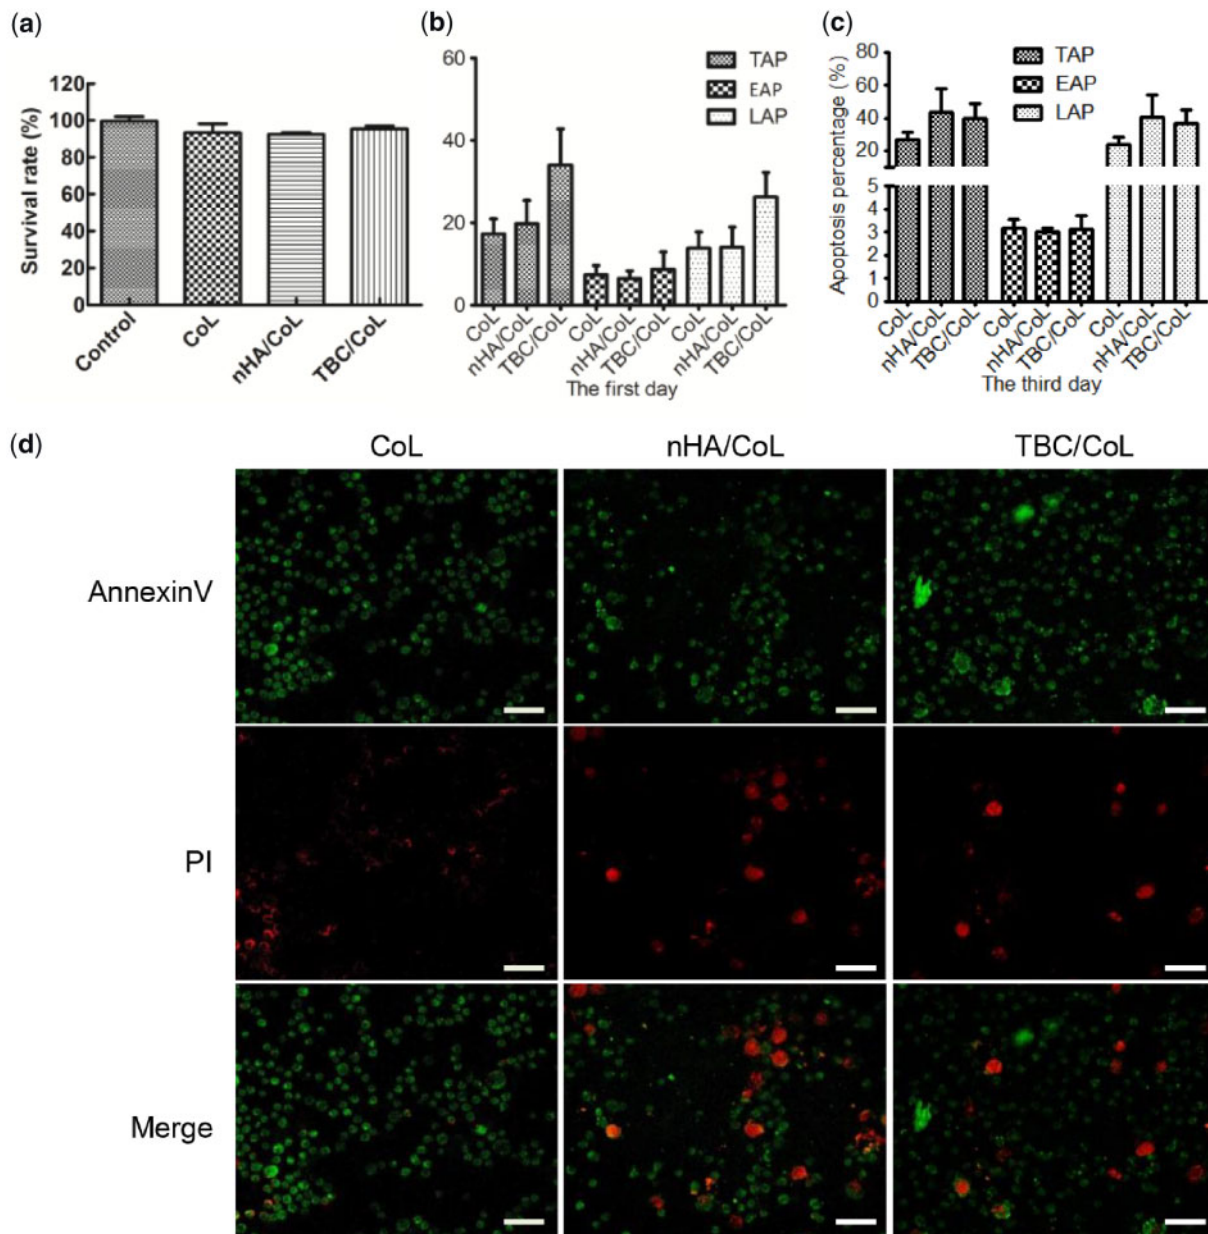 (a)
Survival rate (%)
120
100
80
60
40
20
0
Control
CoL
nHA/CoL
TBC/CoL
(b)
60
40
20
0
TAP
EAP
LAP
CoL
nHA/CoL
TBC/CoL
CoL
nHA/CoL
TBC/CoL
CoL
nHA/CoL
TBC/CoL
The first day
(c)
Apoptosis percentage (%)
80
60
40
20
5
4
3
2
1
0
TAP
EAP
LAP
CoL
nHA/CoL
TBC/CoL
CoL
nHA/CoL
TBC/CoL
CoL
nHA/CoL
TBC/CoL
The third day
(d)
CoL
nHA/CoL
TBC/CoL
AnnexinV
PI
Merge